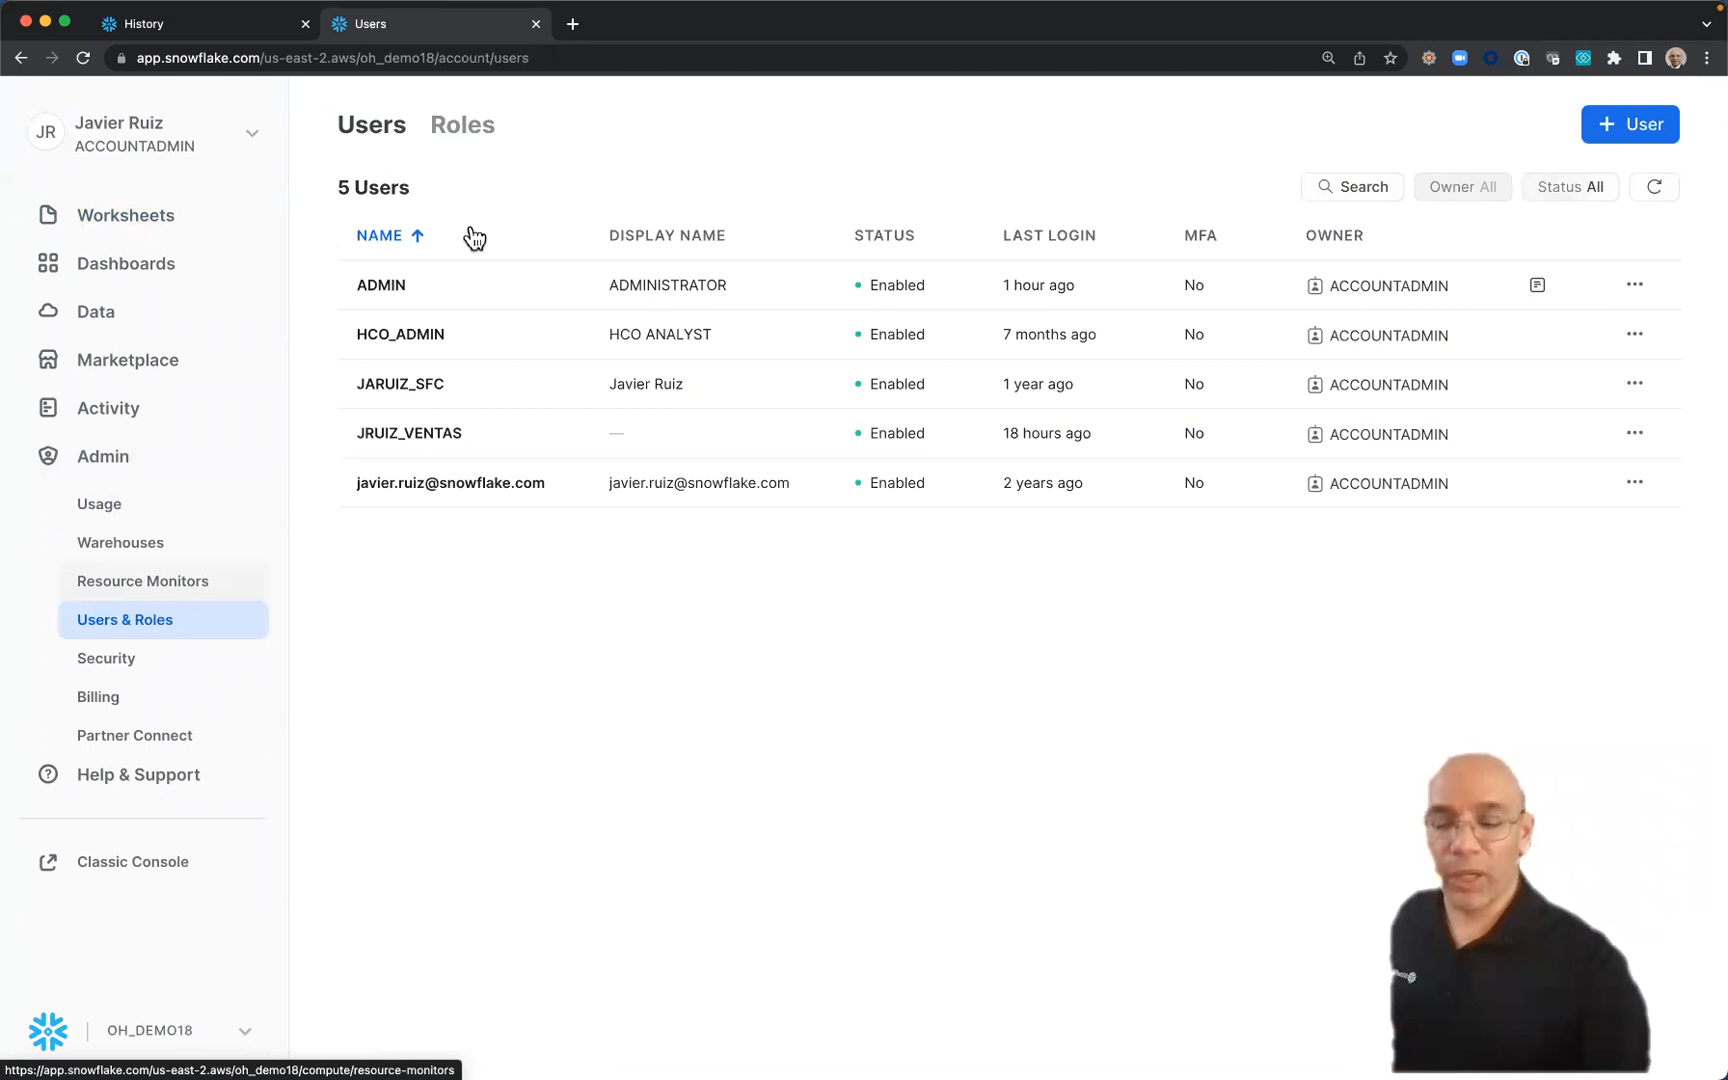 History
Users
app.snowflake.com/us-east-2.aws/oh_demo18/account/users
JR
Javier Ruiz
ACCOUNTADMIN
Worksheets
Dashboards
Data
Marketplace
Activity
Admin
Usage
Warehouses
Resource Monitors
Users & Roles
Security
Billing
Partner Connect
Help & Support
Classic Console
OH_DEMO18
https://app.snowflake.com/us-east-2.aws/oh_demo18/compute/resource-monitors
Users Roles
+ User
5 Users
Search
Owner All
Status All
NAME ↑ DISPLAY NAME STATUS LAST LOGIN MFA OWNER
ADMIN ADMINISTRATOR Enabled 1 hour ago No ACCOUNTADMIN
HCO_ADMIN HCO ANALYST Enabled 7 months ago No ACCOUNTADMIN
JARUIZ_SFC Javier Ruiz Enabled 1 year ago No ACCOUNTADMIN
JRUIZ_VENTAS — Enabled 18 hours ago No ACCOUNTADMIN
javier.ruiz@snowflake.com javier.ruiz@snowflake.com Enabled 2 years ago No ACCOUNTADMIN